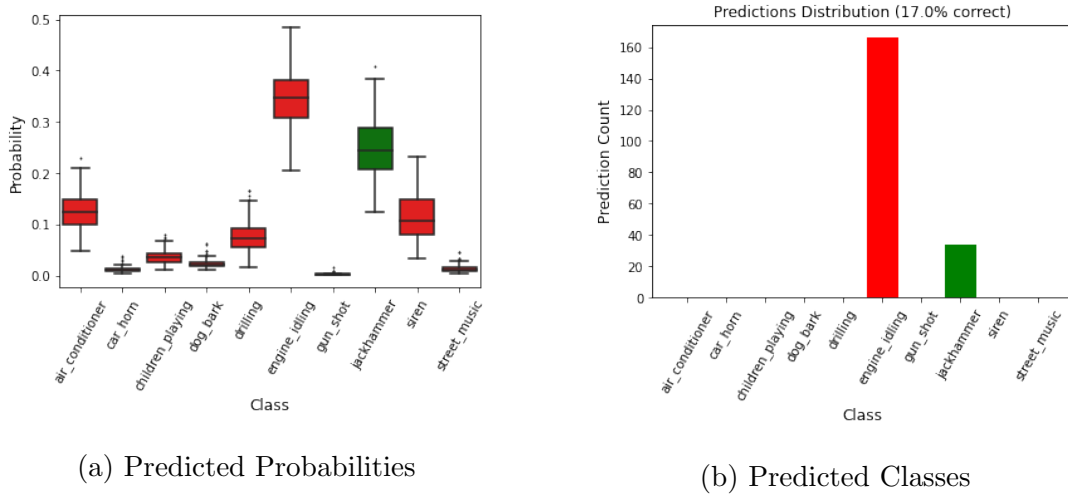 0.5
0.4
0.3
0.2
0.1
0.0
Probability
air_conditioner
car_horn
children_playing
dog_bark
drilling
engine_idling
gun_shot
jackhammer
siren
street_music
Class
(a) Predicted Probabilities
Predictions Distribution (17.0% correct)
160
140
120
100
80
60
40
20
0
Prediction Count
air_conditioner
car_horn
children_playing
dog_bark
drilling
engine_idling
gun_shot
jackhammer
siren
street_music
Class
(b) Predicted Classes